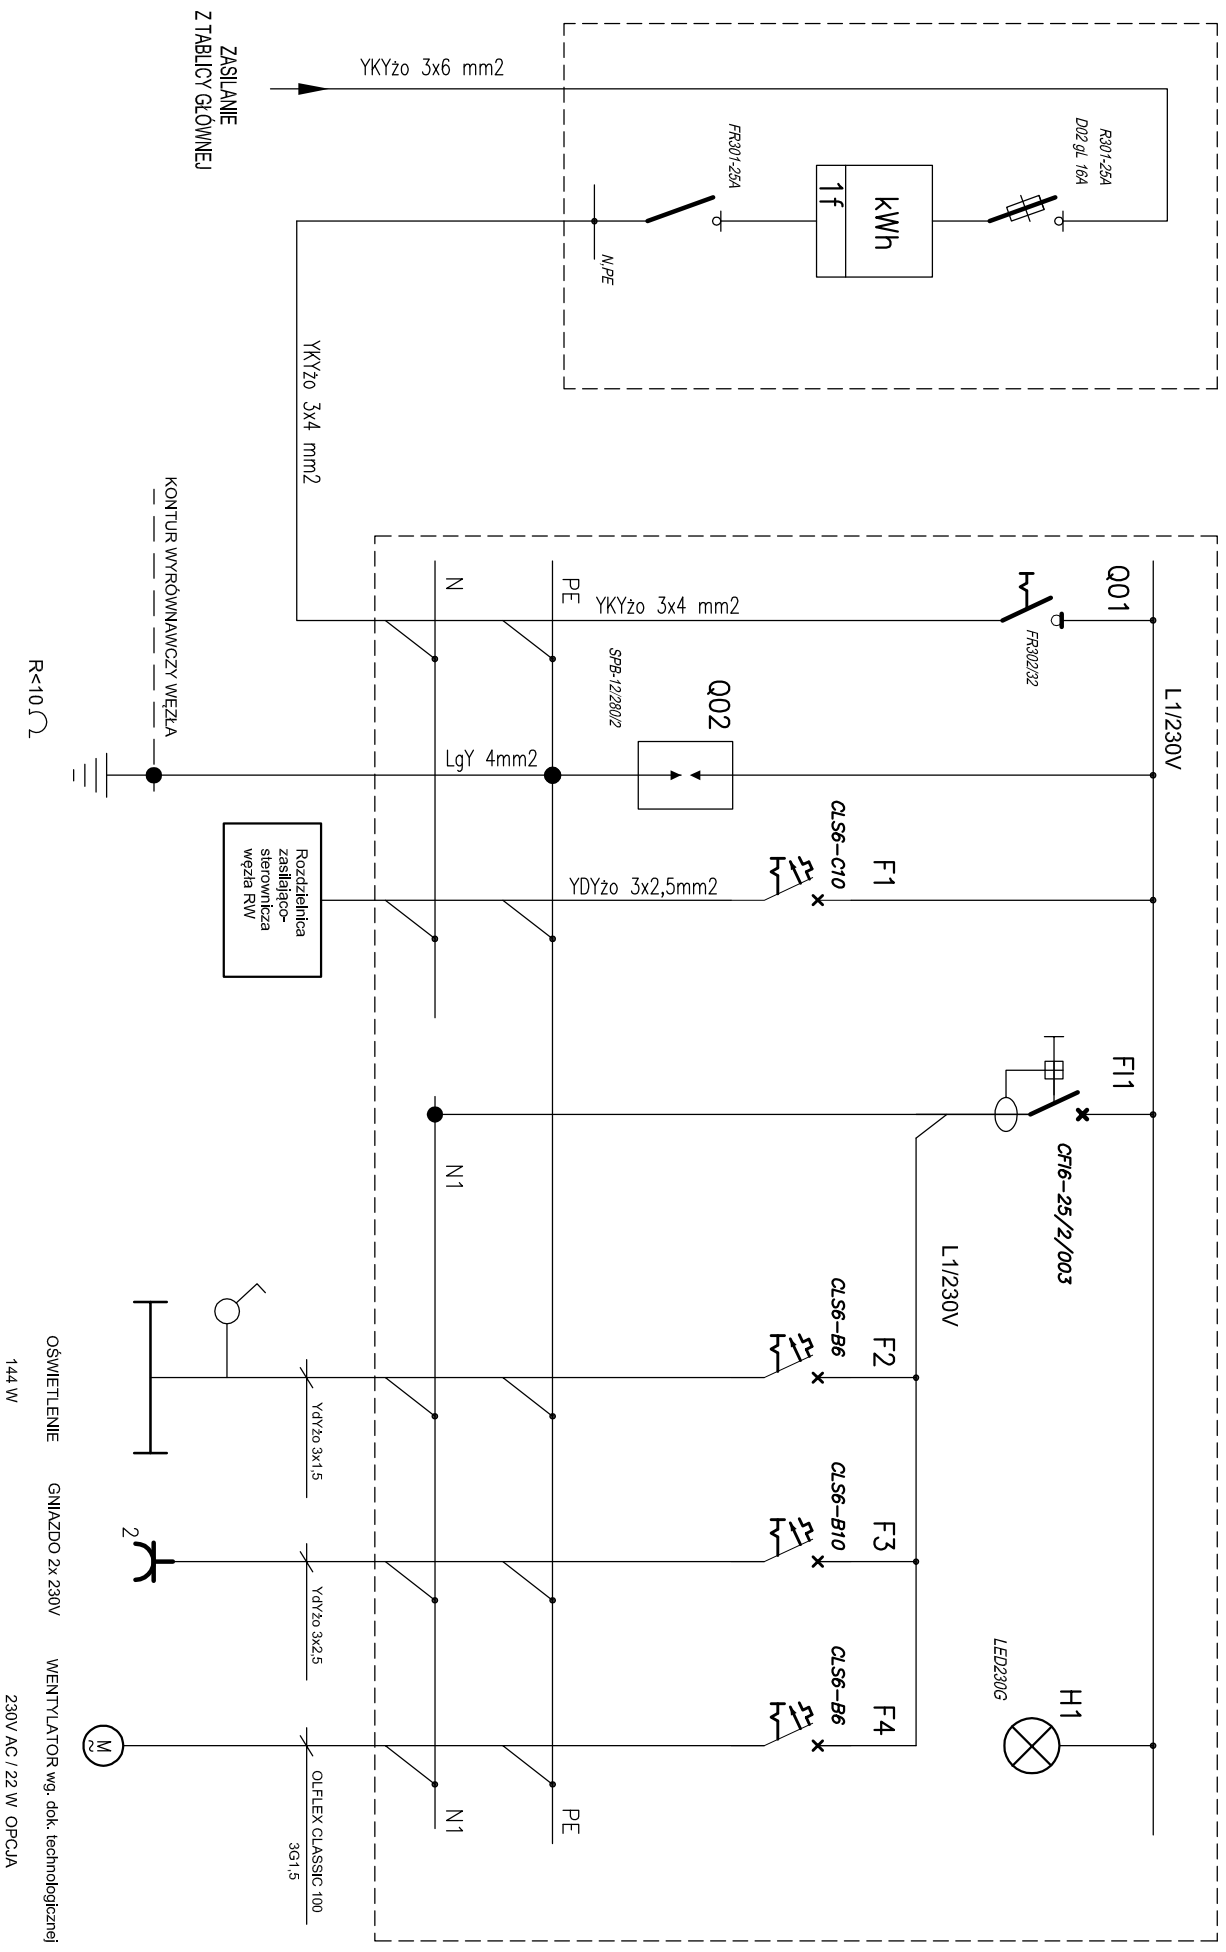 ZASILANIE
Z TABLICY GŁÓWNEJ
YKYżo 3x6 mm2
R301-25A
D02 gL 16A
kWh
1f
FR301-25A
N,PE
YKYżo 3x4 mm2
L1/230V
Q01
FR302/32
YKYżo 3x4 mm2
PE
N
Q02
SPB-12/280/2
LgY 4mm2
KONTUR WYRÓWNAWCZY WĘZŁA
R<10Ω
F1
CLS6-C10
YDYżo 3x2,5mm2
Rozdzielnica
zasilająco-
sterownicza
węzła RW
FI1
CFI6-25/2/003
N1
L1/230V
F2
CLS6-B6
YdYżo 3x1,5
OŚWIETLENIE
144 W
F3
CLS6-B10
YdYżo 3x2,5
2
GNIAZDO 2x 230V
H1
LED230G
F4
CLS6-B6
PE
N1
OLFLEX CLASSIC 100
3G1,5
M
~
WENTYLATOR wg. dok. technologicznej
230V AC / 22 W OPCJA